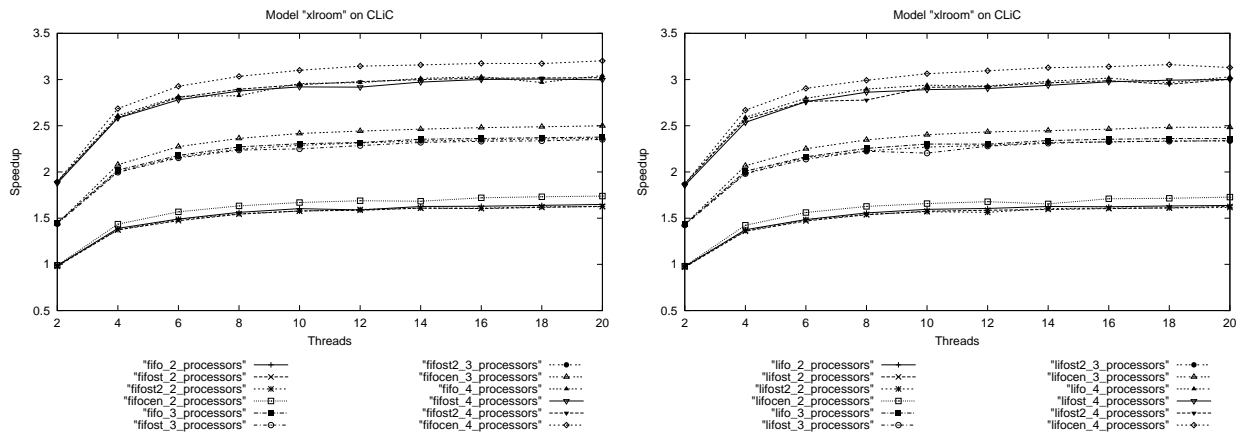 Model "xlroom" on CLiC
3.5
3
2.5
2
1.5
1
0.5
Speedup
2 4 6 8 10 12 14 16 18 20
Threads
"fifo_2_processors"
"fifost_2_processors"
"fifost2_2_processors"
"fifocen_2_processors"
"fifo_3_processors"
"fifost_3_processors"
"fifost2_3_processors"
"fifocen_3_processors"
"fifo_4_processors"
"fifost_4_processors"
"fifost2_4_processors"
"fifocen_4_processors"
Model "xlroom" on CLiC
3.5
3
2.5
2
1.5
1
0.5
Speedup
2 4 6 8 10 12 14 16 18 20
Threads
"lifo_2_processors"
"lifost_2_processors"
"lifost2_2_processors"
"lifocen_2_processors"
"lifo_3_processors"
"lifost_3_processors"
"lifost2_3_processors"
"lifocen_3_processors"
"lifo_4_processors"
"lifost_4_processors"
"lifost2_4_processors"
"lifocen_4_processors"